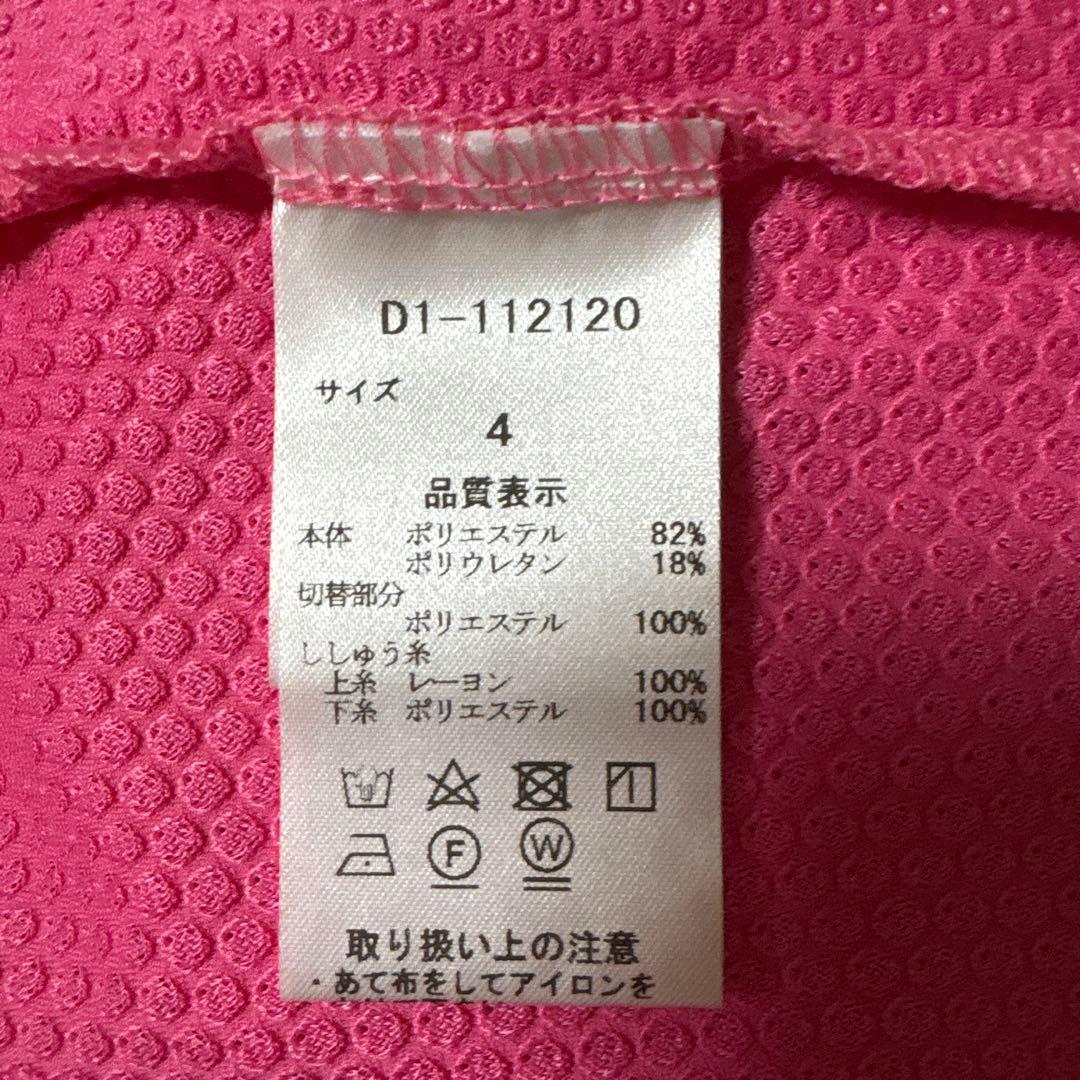 D1-112120
サイズ
4
品質表示
本体 ポリエステル 82%
ポリウレタン 18%
切替部分
ポリエステル 100%
ししゅう糸
上糸 レーヨン 100%
下糸 ポリエステル 100%
F W
取り扱い上の注意
・あて布をしてアイロンを